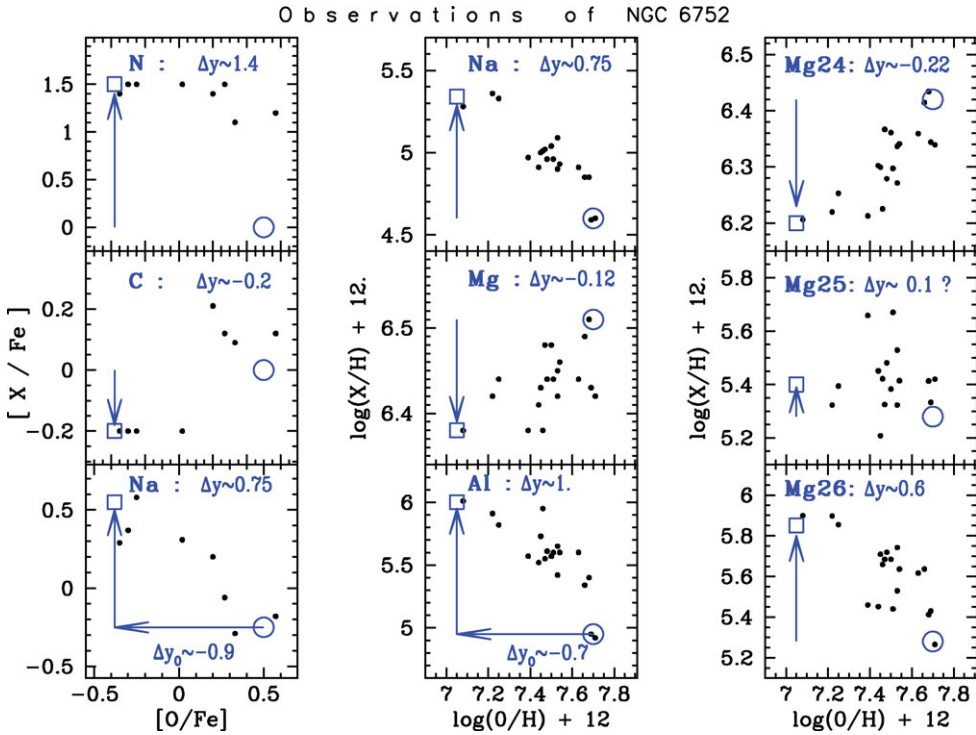 Observations of NGC 6752
N : Δy~1.4
1.5
1
0.5
0
C : Δy~-0.2
0.2
0
-0.2
Na : Δy~0.75
0.5
0
-0.5
Δy₀~-0.9
-0.5 0 0.5
[O/Fe]
[ X / Fe ]
Na : Δy~0.75
5.5
5
4.5
Mg : Δy~-0.12
6.5
6.4
Al : Δy~1.
6
5.5
5
Δy₀~-0.7
7 7.2 7.4 7.6 7.8
log(O/H) + 12
log(X/H) + 12.
Mg24: Δy~-0.22
6.5
6.4
6.3
6.2
Mg25: Δy~ 0.1 ?
5.8
5.6
5.4
5.2
Mg26: Δy~0.6
6
5.8
5.6
5.4
5.2
7 7.2 7.4 7.6 7.8
log(O/H) + 12
log(X/H) + 12.